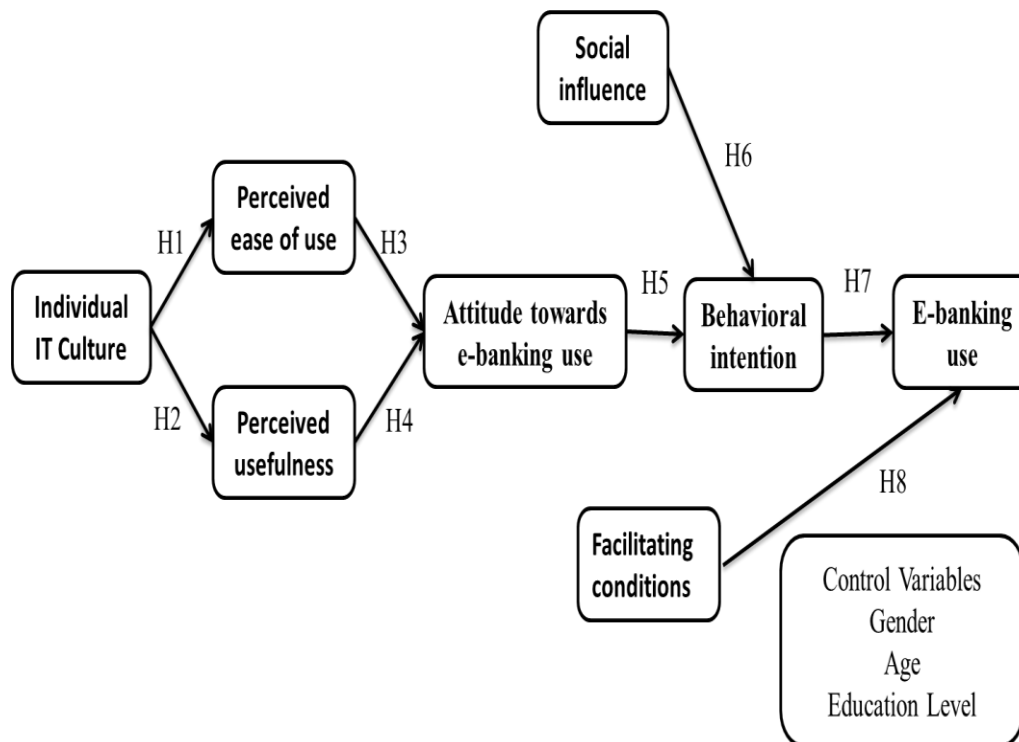 Social
influence
H6
Perceived
ease of use
H1
H3
Individual
IT Culture
Attitude towards
e-banking use
H5
Behavioral
intention
H7
E-banking
use
H2
Perceived
usefulness
H4
H8
Facilitating
conditions
Control Variables
Gender
Age
Education Level